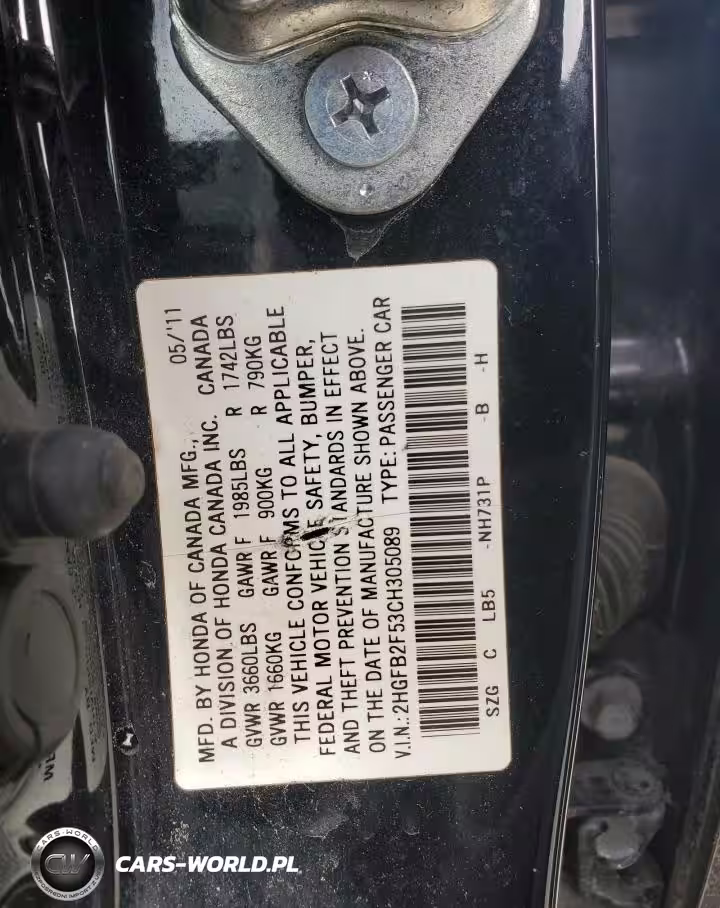 MFD. BY HONDA OF CANADA MFG., 05/'11
A DIVISION OF HONDA CANADA INC. CANADA
GVWR 3660LBS GAWR F 1985LBS R 1742LBS
GVWR 1660KG GAWR F 900KG R 790KG
THIS VEHICLE CONFORMS TO ALL APPLICABLE
FEDERAL MOTOR VEHICLE SAFETY, BUMPER,
AND THEFT PREVENTION STANDARDS IN EFFECT
ON THE DATE OF MANUFACTURE SHOWN ABOVE.
V.I.N.: 2HGFB2F53CH305089 TYPE: PASSENGER CAR
SZG C LB5 -NH731P -B -H
CARS-WORLD
CW
CARS-WORLD.PL